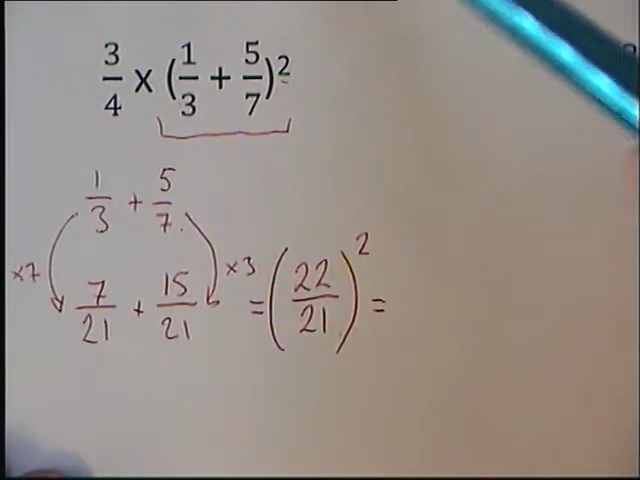 3/4 x (1/3 + 5/7)²
1/3 + 5/7.
x7
x3
7/21 + 15/21 = (22/21)² =